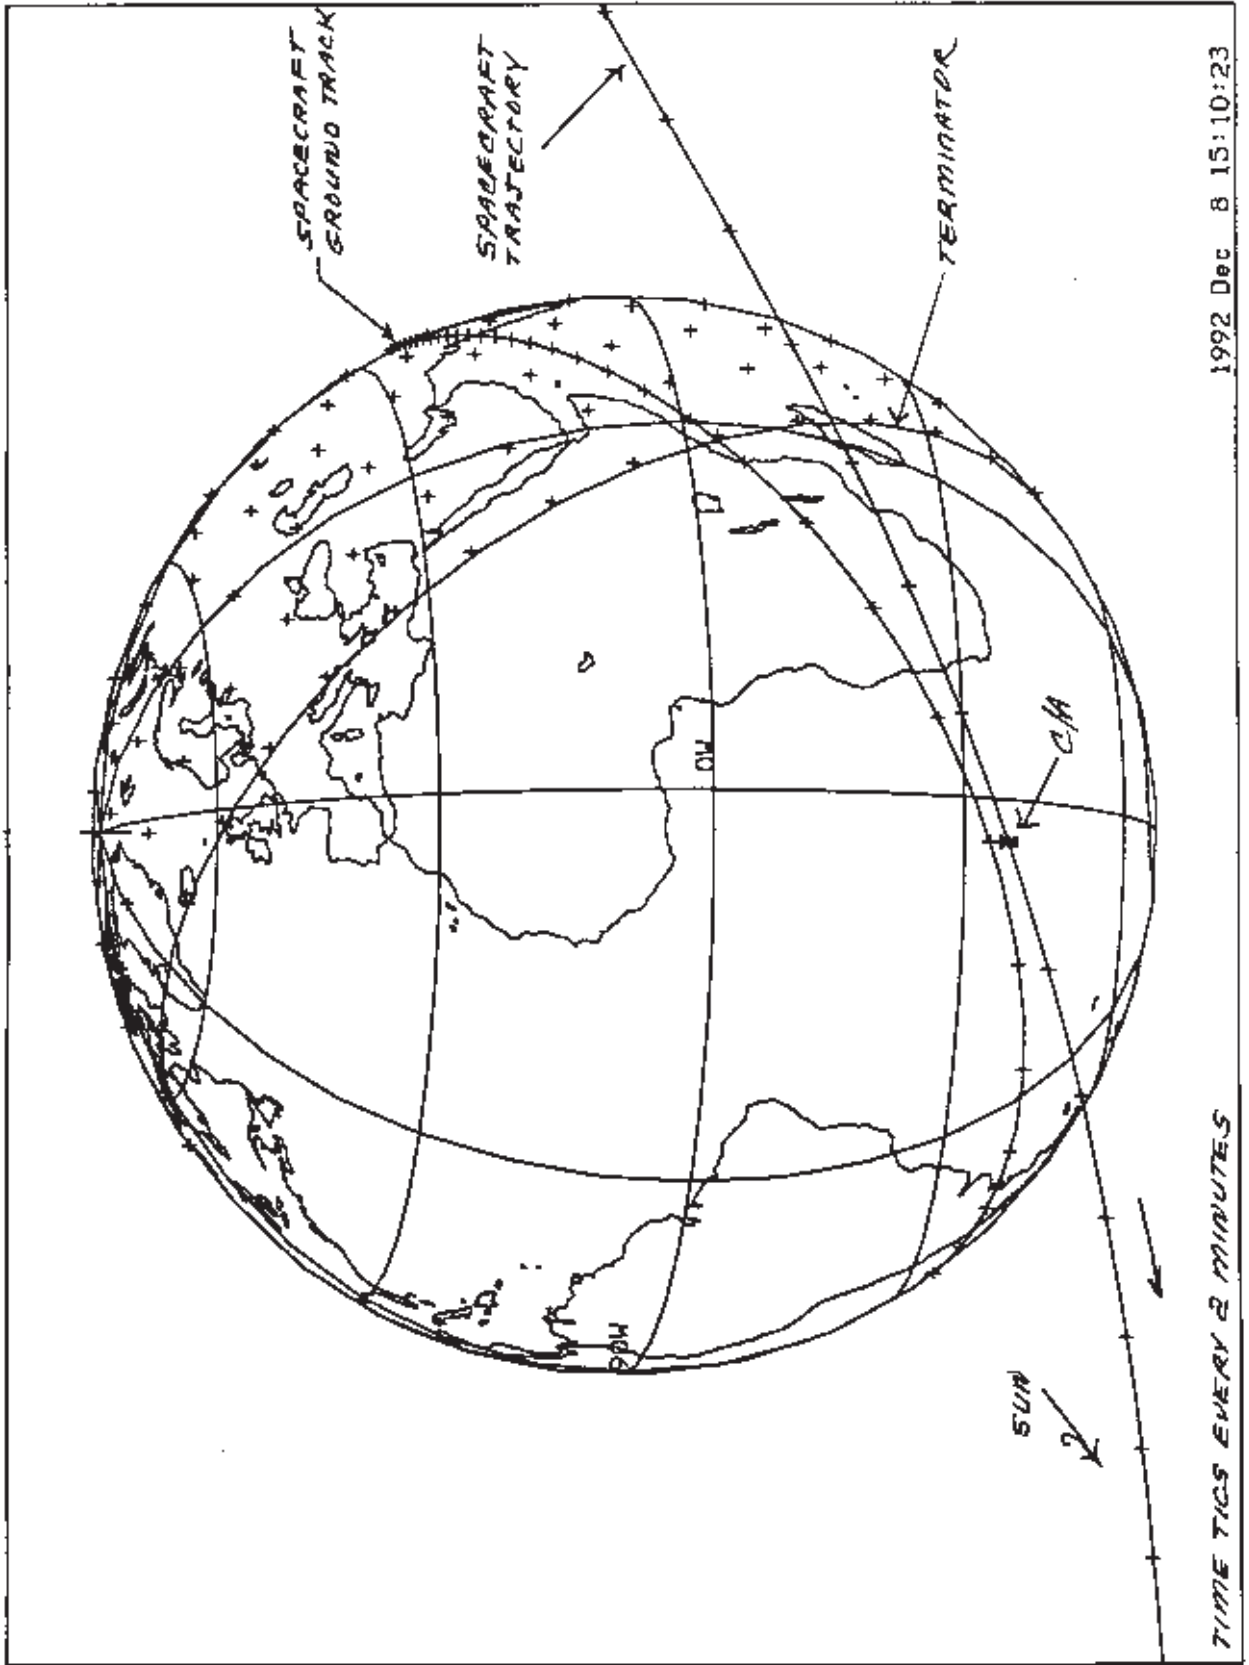 SPACECRAFT
GROUND TRACK
SPACECRAFT
TRAJECTORY
TERMINATOR
0W
60W
C/A
SUN
TIME TICS EVERY 2 MINUTES
1992 Dec 8 15:10:23